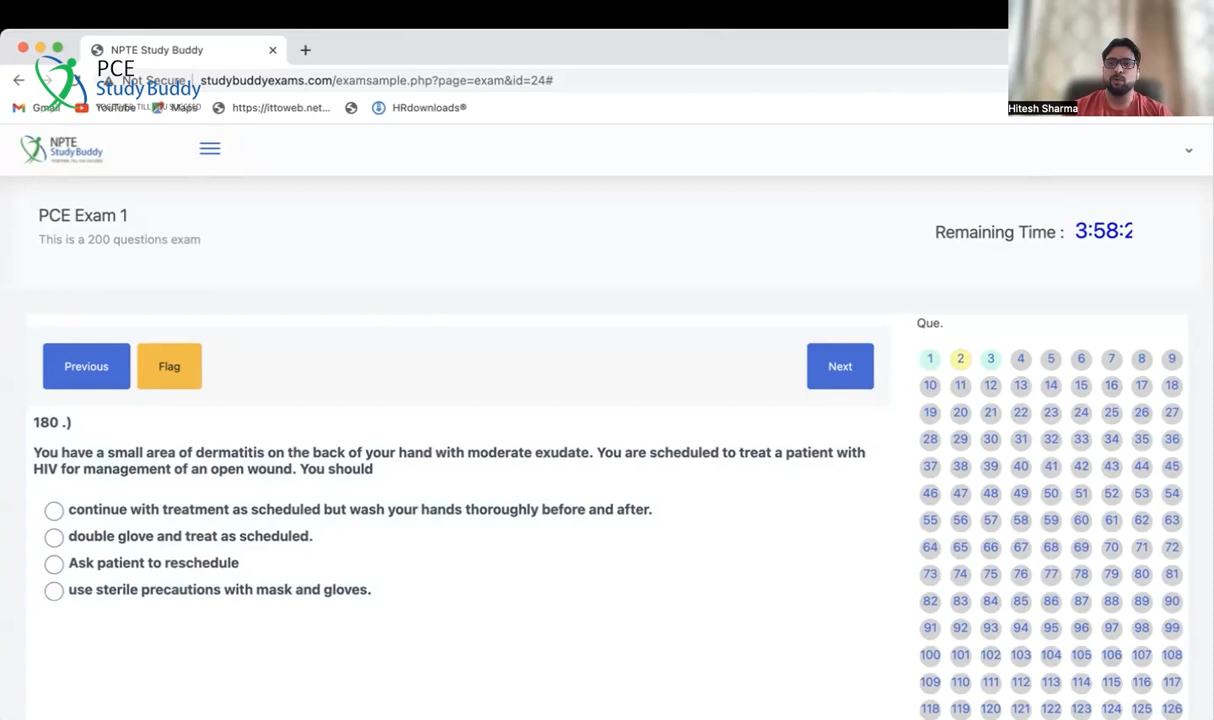 NPTE Study Buddy
PCE
StudyBuddy
Not Secure
studybuddyexams.com/examsample.php?page=exam&id=24#
Gmail
YouTube
Maps
https://ittoweb.net...
HRdownloads®
Hitesh Sharma
NPTE
StudyBuddy
PCE Exam 1
This is a 200 questions exam
Remaining Time : 3:58:2
Que.
Previous
Flag
Next
1 2 3 4 5 6 7 8 9
10 11 12 13 14 15 16 17 18
19 20 21 22 23 24 25 26 27
28 29 30 31 32 33 34 35 36
37 38 39 40 41 42 43 44 45
46 47 48 49 50 51 52 53 54
55 56 57 58 59 60 61 62 63
64 65 66 67 68 69 70 71 72
73 74 75 76 77 78 79 80 81
82 83 84 85 86 87 88 89 90
91 92 93 94 95 96 97 98 99
100 101 102 103 104 105 106 107 108
109 110 111 112 113 114 115 116 117
118 119 120 121 122 123 124 125 126
180 .)
You have a small area of dermatitis on the back of your hand with moderate exudate. You are scheduled to treat a patient with
HIV for management of an open wound. You should
continue with treatment as scheduled but wash your hands thoroughly before and after.
double glove and treat as scheduled.
Ask patient to reschedule
use sterile precautions with mask and gloves.